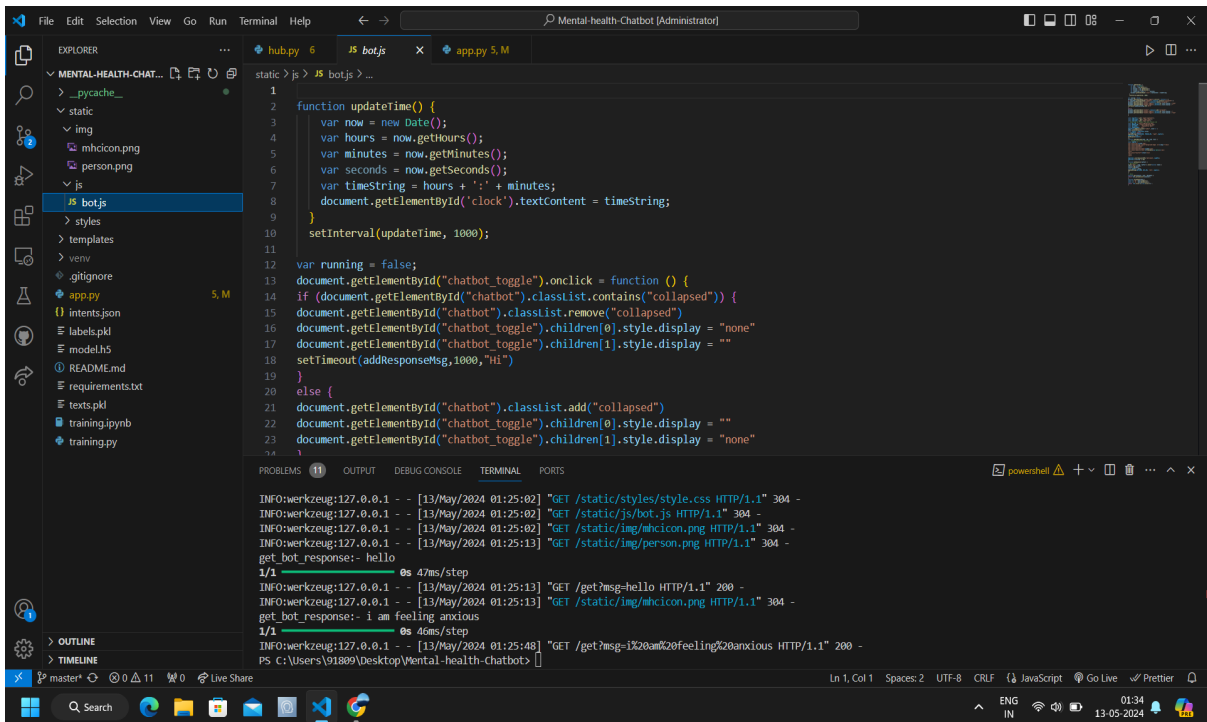 File Edit Selection View Go Run Terminal Help
Mental-health-Chatbot [Administrator]
EXPLORER
hub.py 6
JS bot.js
app.py 5, M
MENTAL-HEALTH-CHAT...
static > js > JS bot.js > ...
__pycache__
static
img
mhcicon.png
person.png
js
JS bot.js
styles
templates
venv
.gitignore
app.py 5, M
{} intents.json
labels.pkl
model.h5
README.md
requirements.txt
texts.pkl
training.ipynb
training.py
OUTLINE
TIMELINE
1
2 function updateTime() {
3 var now = new Date();
4 var hours = now.getHours();
5 var minutes = now.getMinutes();
6 var seconds = now.getSeconds();
7 var timeString = hours + ':' + minutes;
8 document.getElementById('clock').textContent = timeString;
9 }
10 setInterval(updateTime, 1000);
11
12 var running = false;
13 document.getElementById("chatbot_toggle").onclick = function () {
14 if (document.getElementById("chatbot").classList.contains("collapsed")) {
15 document.getElementById("chatbot").classList.remove("collapsed")
16 document.getElementById("chatbot_toggle").children[0].style.display = "none"
17 document.getElementById("chatbot_toggle").children[1].style.display = ""
18 setTimeout(addResponseMsg,1000,"Hi")
19 }
20 else {
21 document.getElementById("chatbot").classList.add("collapsed")
22 document.getElementById("chatbot_toggle").children[0].style.display = ""
23 document.getElementById("chatbot_toggle").children[1].style.display = "none"
24 }
PROBLEMS 11 OUTPUT DEBUG CONSOLE TERMINAL PORTS
powershell
INFO:werkzeug:127.0.0.1 - - [13/May/2024 01:25:02] "GET /static/styles/style.css HTTP/1.1" 304 -
INFO:werkzeug:127.0.0.1 - - [13/May/2024 01:25:02] "GET /static/js/bot.js HTTP/1.1" 304 -
INFO:werkzeug:127.0.0.1 - - [13/May/2024 01:25:02] "GET /static/img/mhcicon.png HTTP/1.1" 304 -
INFO:werkzeug:127.0.0.1 - - [13/May/2024 01:25:13] "GET /static/img/person.png HTTP/1.1" 304 -
get_bot_response:- hello
1/1 0s 47ms/step
INFO:werkzeug:127.0.0.1 - - [13/May/2024 01:25:13] "GET /get?msg=hello HTTP/1.1" 200 -
INFO:werkzeug:127.0.0.1 - - [13/May/2024 01:25:13] "GET /static/img/mhcicon.png HTTP/1.1" 304 -
get_bot_response:- i am feeling anxious
1/1 0s 46ms/step
INFO:werkzeug:127.0.0.1 - - [13/May/2024 01:25:48] "GET /get?msg=i%20am%20feeling%20anxious HTTP/1.1" 200 -
PS C:\Users\91809\Desktop\Mental-health-Chatbot>
master* 0 11 0 Live Share
Ln 1, Col 1 Spaces: 2 UTF-8 CRLF {} JavaScript Go Live Prettier
Search
ENG
IN
01:34
13-05-2024
PRE